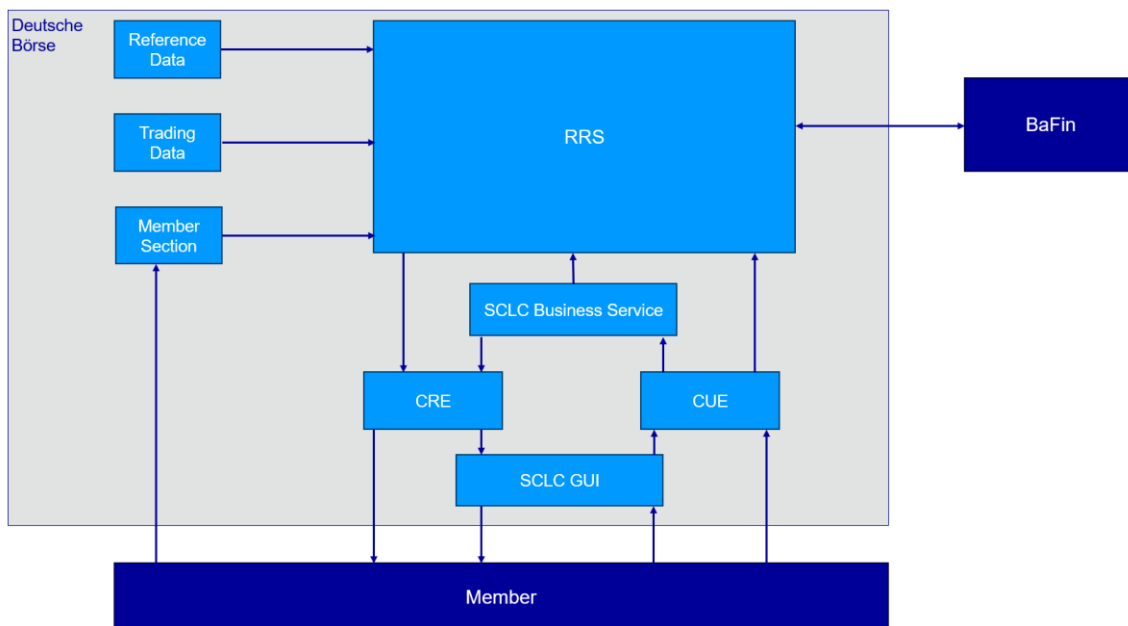 Deutsche
Börse
Reference
Data
Trading
Data
RRS
BaFin
Member
Section
SCLC Business Service
CRE
CUE
SCLC GUI
Member